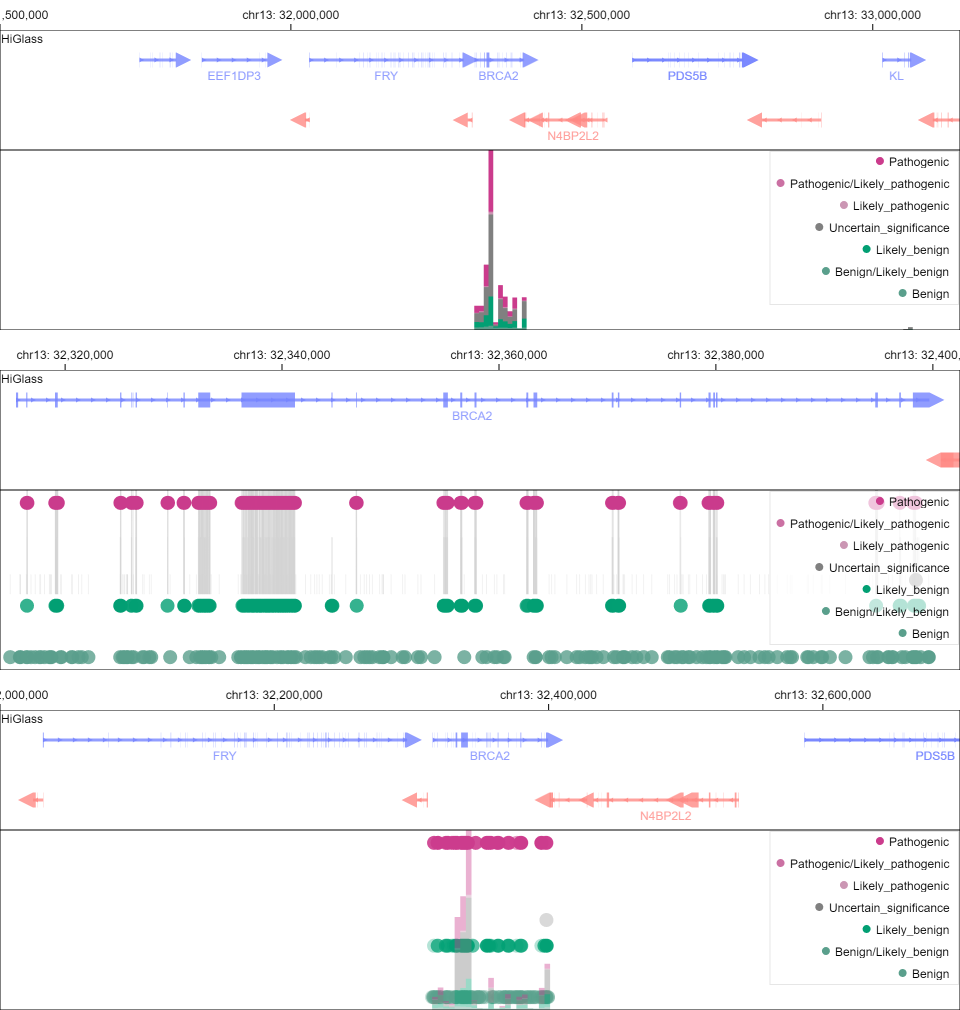 ,500,000 chr13: 32,000,000 chr13: 32,500,000 chr13: 33,000,000
HiGlass
EEF1DP3 FRY BRCA2 PDS5B KL
N4BP2L2
Pathogenic
Pathogenic/Likely_pathogenic
Likely_pathogenic
Uncertain_significance
Likely_benign
Benign/Likely_benign
Benign
chr13: 32,320,000 chr13: 32,340,000 chr13: 32,360,000 chr13: 32,380,000 chr13: 32,400,
HiGlass
BRCA2
Pathogenic
Pathogenic/Likely_pathogenic
Likely_pathogenic
Uncertain_significance
Likely_benign
Benign/Likely_benign
Benign
2,000,000 chr13: 32,200,000 chr13: 32,400,000 chr13: 32,600,000
HiGlass
FRY BRCA2 PDS5B
N4BP2L2
Pathogenic
Pathogenic/Likely_pathogenic
Likely_pathogenic
Uncertain_significance
Likely_benign
Benign/Likely_benign
Benign